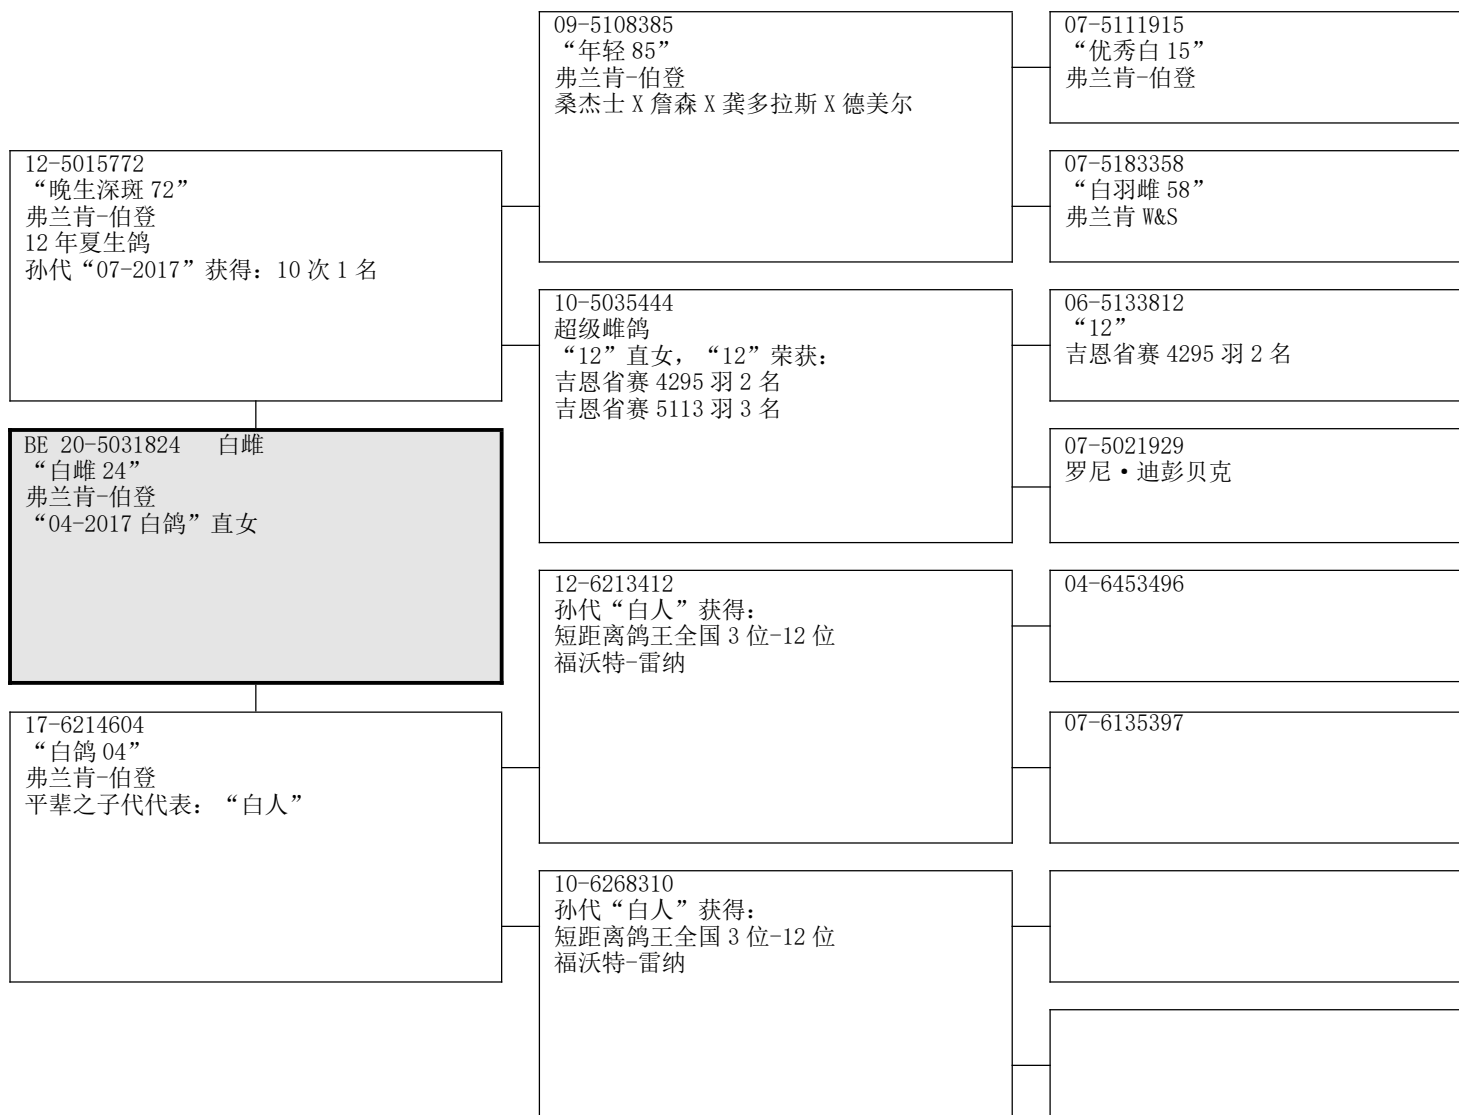 12-5015772
“晚生深斑 72”
弗兰肯-伯登
12 年夏生鸽
孙代“07-2017”获得：10 次 1 名
BE 20-5031824 白雌
“白雌 24”
弗兰肯-伯登
“04-2017 白鸽”直女
17-6214604
“白鸽 04”
弗兰肯-伯登
平辈之子代代表：“白人”
09-5108385
“年轻 85”
弗兰肯-伯登
桑杰士 X 詹森 X 龚多拉斯 X 德美尔
10-5035444
超级雌鸽
“12”直女，“12”荣获：
吉恩省赛 4295 羽 2 名
吉恩省赛 5113 羽 3 名
12-6213412
孙代“白人”获得：
短距离鸽王全国 3 位-12 位
福沃特-雷纳
10-6268310
孙代“白人”获得：
短距离鸽王全国 3 位-12 位
福沃特-雷纳
07-5111915
“优秀白 15”
弗兰肯-伯登
07-5183358
“白羽雌 58”
弗兰肯 W&S
06-5133812
“12”
吉恩省赛 4295 羽 2 名
07-5021929
罗尼•迪彭贝克
04-6453496
07-6135397